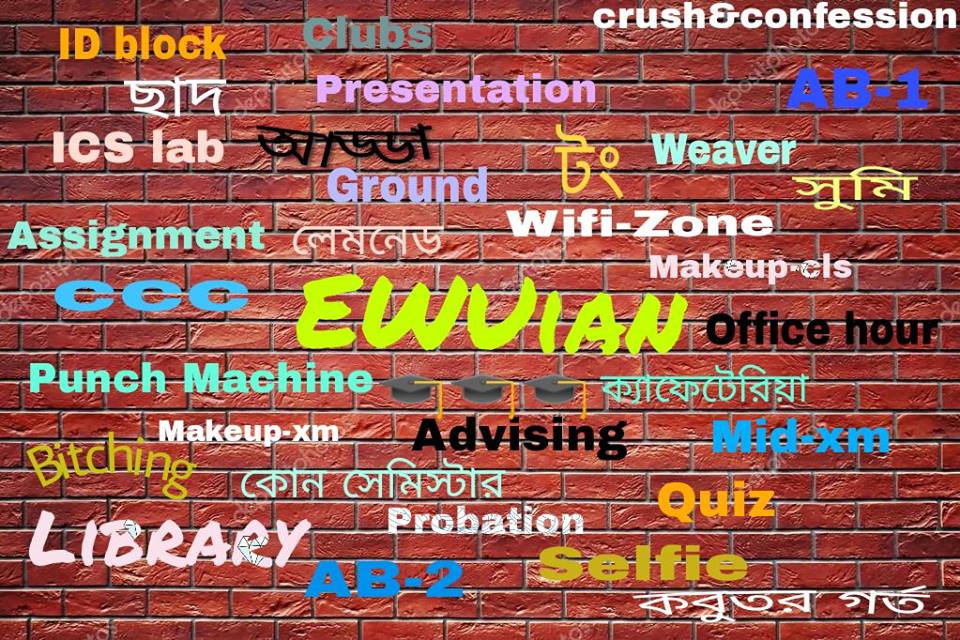 crush&confession
ID block
Clubs
ছাদ
Presentation
AB-1
ICS lab
আড্ডা
টং
Weaver
Ground
সুমি
Assignment
লেমনেড
Wifi-Zone
Makeup-cls
CCC
EWUian
Office hour
Punch Machine
ক্যাফেটেরিয়া
Makeup-xm
Advising
Mid-xm
Bitching
কোন সেমিস্টার
Quiz
Library
Probation
AB-2
Selfie
কবুতর গর্ত